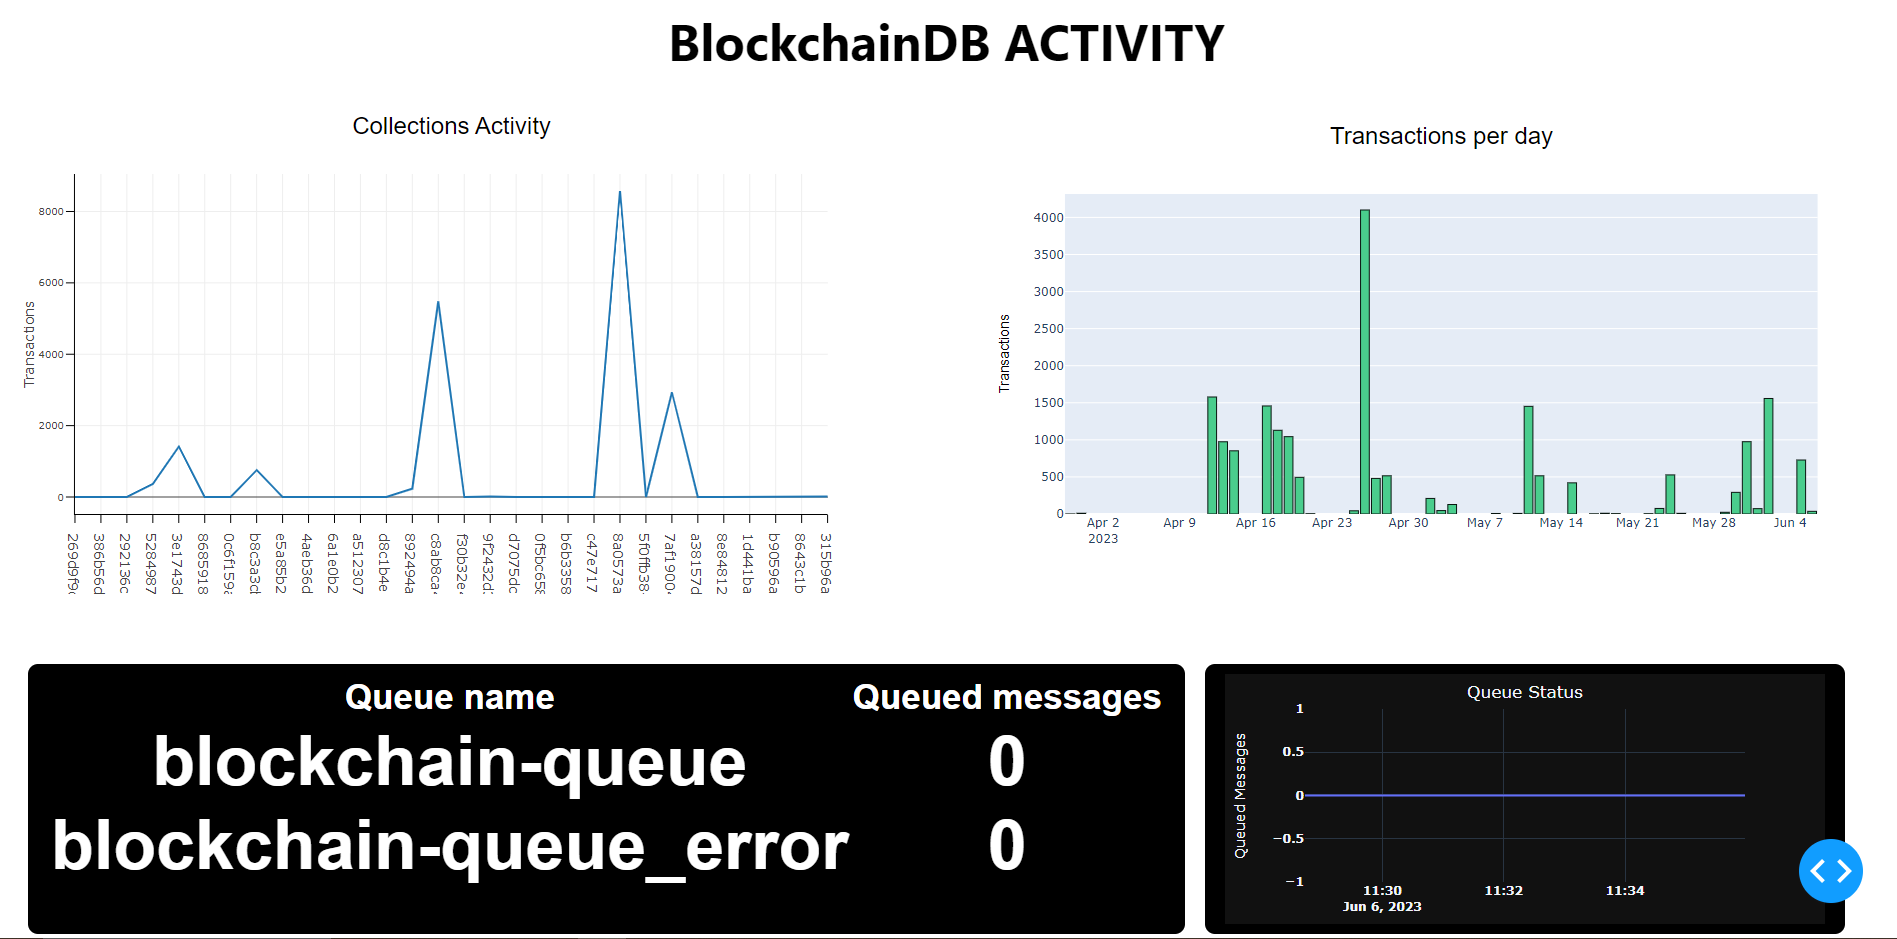 BlockchainDB ACTIVITY
Collections Activity
Transactions
8000
6000
4000
2000
0
269d9f9
386b56d
292136c
5284987
3e1743d
8685918
0c6f159
b8c3a3d
e5a85b2
4aeb36d
6a1e0b2
a512307
d8c1b4e
892494a
c8ab8ca
f30b32e
9f2432d
d7075dc
0f5bc658
b6b3358
c47e717
8a0573a
5f0ffb38
7af1900
a38157d
8e84812
1d441ba
b90596a
8643c1b
315b96a
Transactions per day
Transactions
4000
3500
3000
2500
2000
1500
1000
500
0
Apr 2 Apr 9 Apr 16 Apr 23 Apr 30 May 7 May 14 May 21 May 28 Jun 4
2023
Queue name Queued messages
blockchain-queue 0
blockchain-queue_error 0
Queue Status
Queued Messages
1
0.5
0
−0.5
−1
11:30 11:32 11:34
Jun 6, 2023